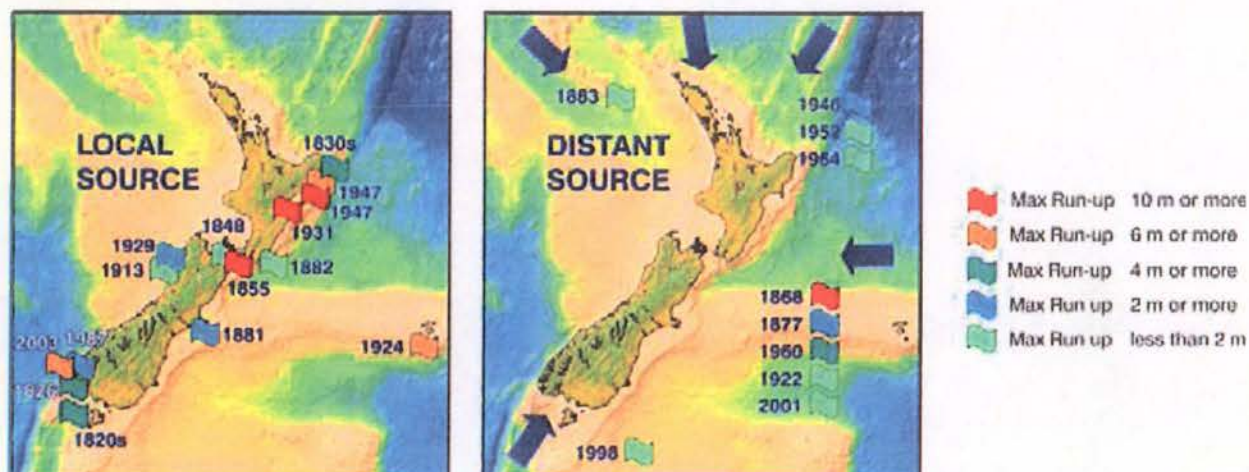 LOCAL
SOURCE
1830s
1947
1947
1931
1848
1929
1913
1882
1855
1881
1924
2003
1826
1820s
DISTANT
SOURCE
1883
1946
1952
1964
1868
1877
1960
1922
2001
1998
Max Run-up 10 m or more
Max Run-up 6 m or more
Max Run-up 4 m or more
Max Run up 2 m or more
Max Run up less than 2 m